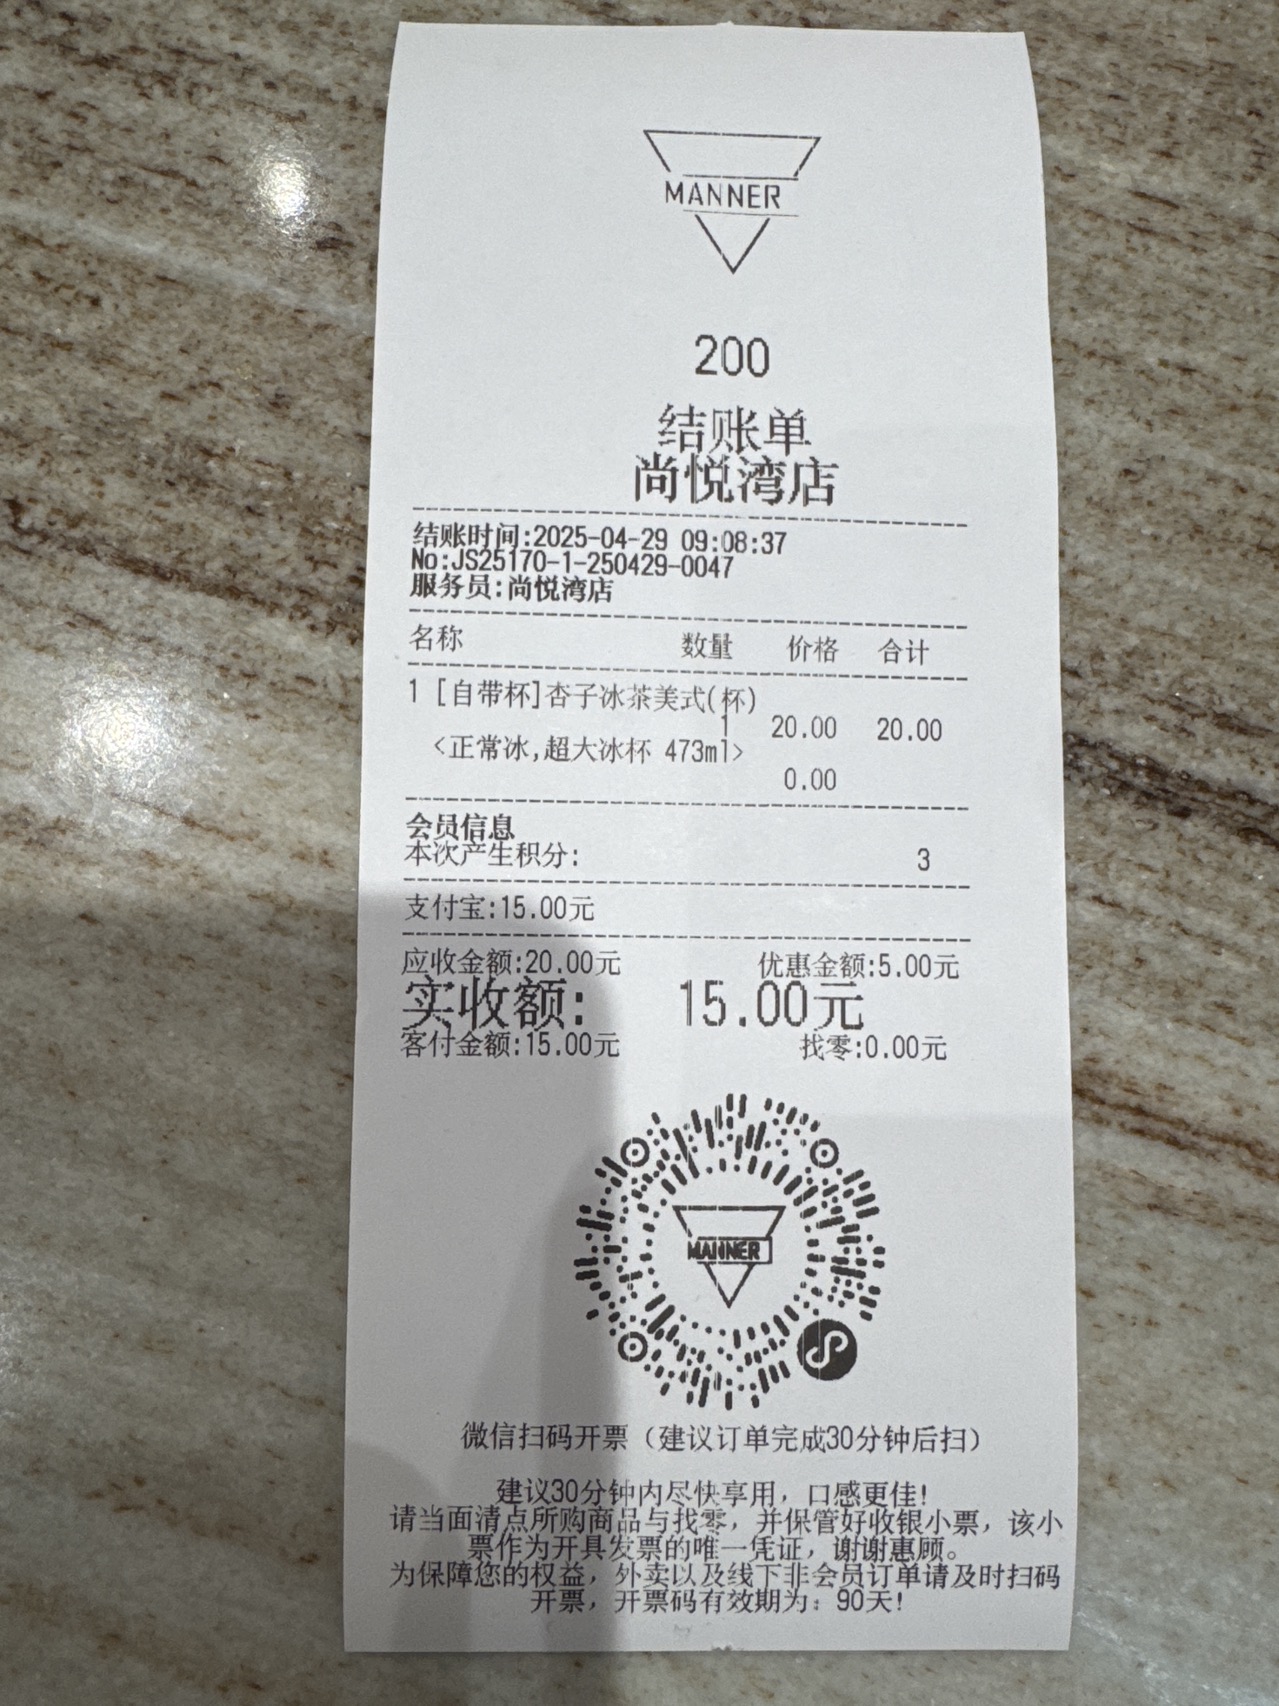 MANNER
200
结账单
尚悦湾店
结账时间:2025-04-29 09:08:37
No:JS25170-1-250429-0047
服务员:尚悦湾店
名称 数量 价格 合计
1 [自带杯]杏子冰茶美式(杯)
1 20.00 20.00
<正常冰,超大冰杯 473ml>
0.00
会员信息
本次产生积分: 3
支付宝:15.00元
应收金额:20.00元 优惠金额:5.00元
实收额: 15.00元
客付金额:15.00元 找零:0.00元
MANNER
微信扫码开票（建议订单完成30分钟后扫）
建议30分钟内尽快享用，口感更佳!
请当面清点所购商品与找零，并保管好收银小票，该小
票作为开具发票的唯一凭证，谢谢惠顾。
为保障您的权益，外卖以及线下非会员订单请及时扫码
开票，开票码有效期为：90天!